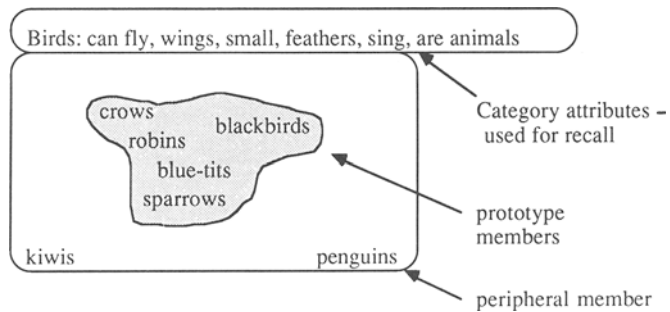 Birds: can fly, wings, small, feathers, sing, are animals
crows
robins
blackbirds
blue-tits
sparrows
kiwis
penguins
Category attributes –
used for recall
prototype
members
peripheral member